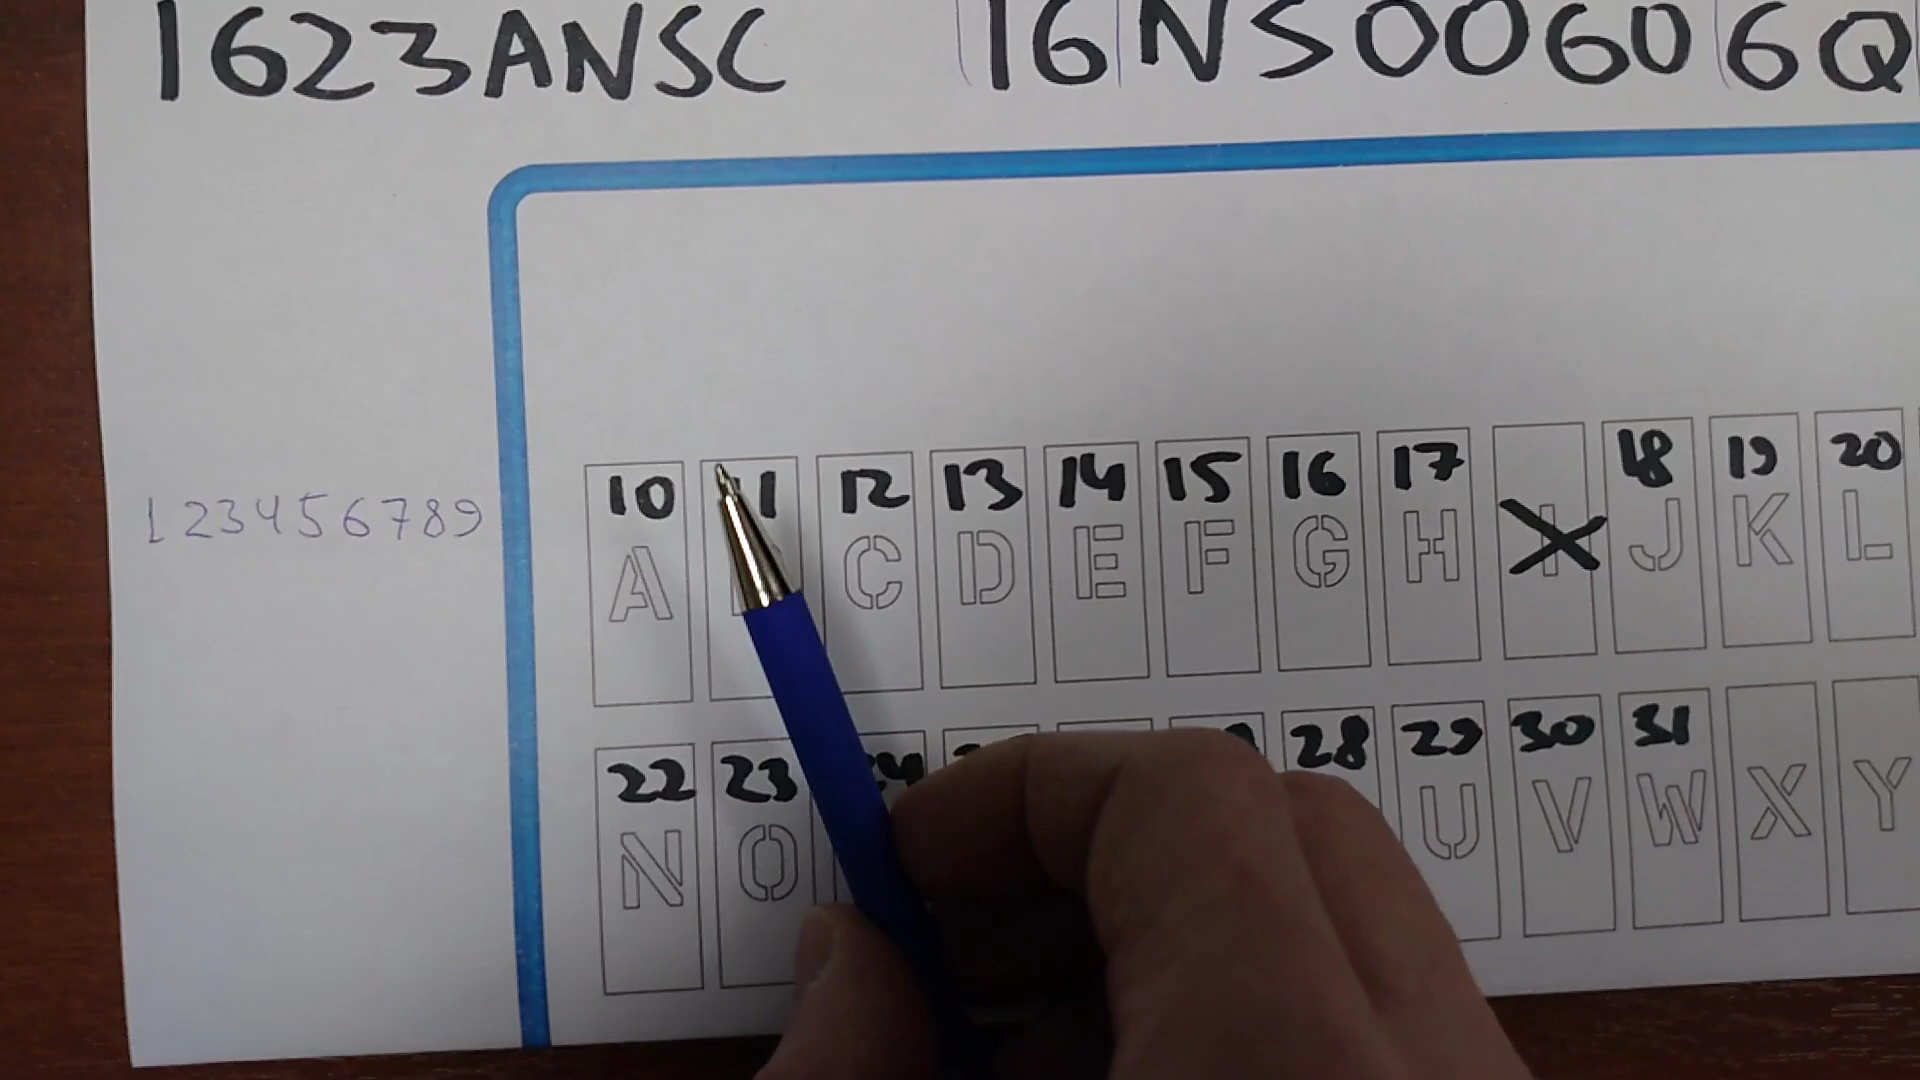 1623ANSC 16NS00606Q
10 11 12 13 14 15 16 17 18 19 20
123456789
A C D E F G H I J K L
22 23 28 29 30 31
N O U V W X Y